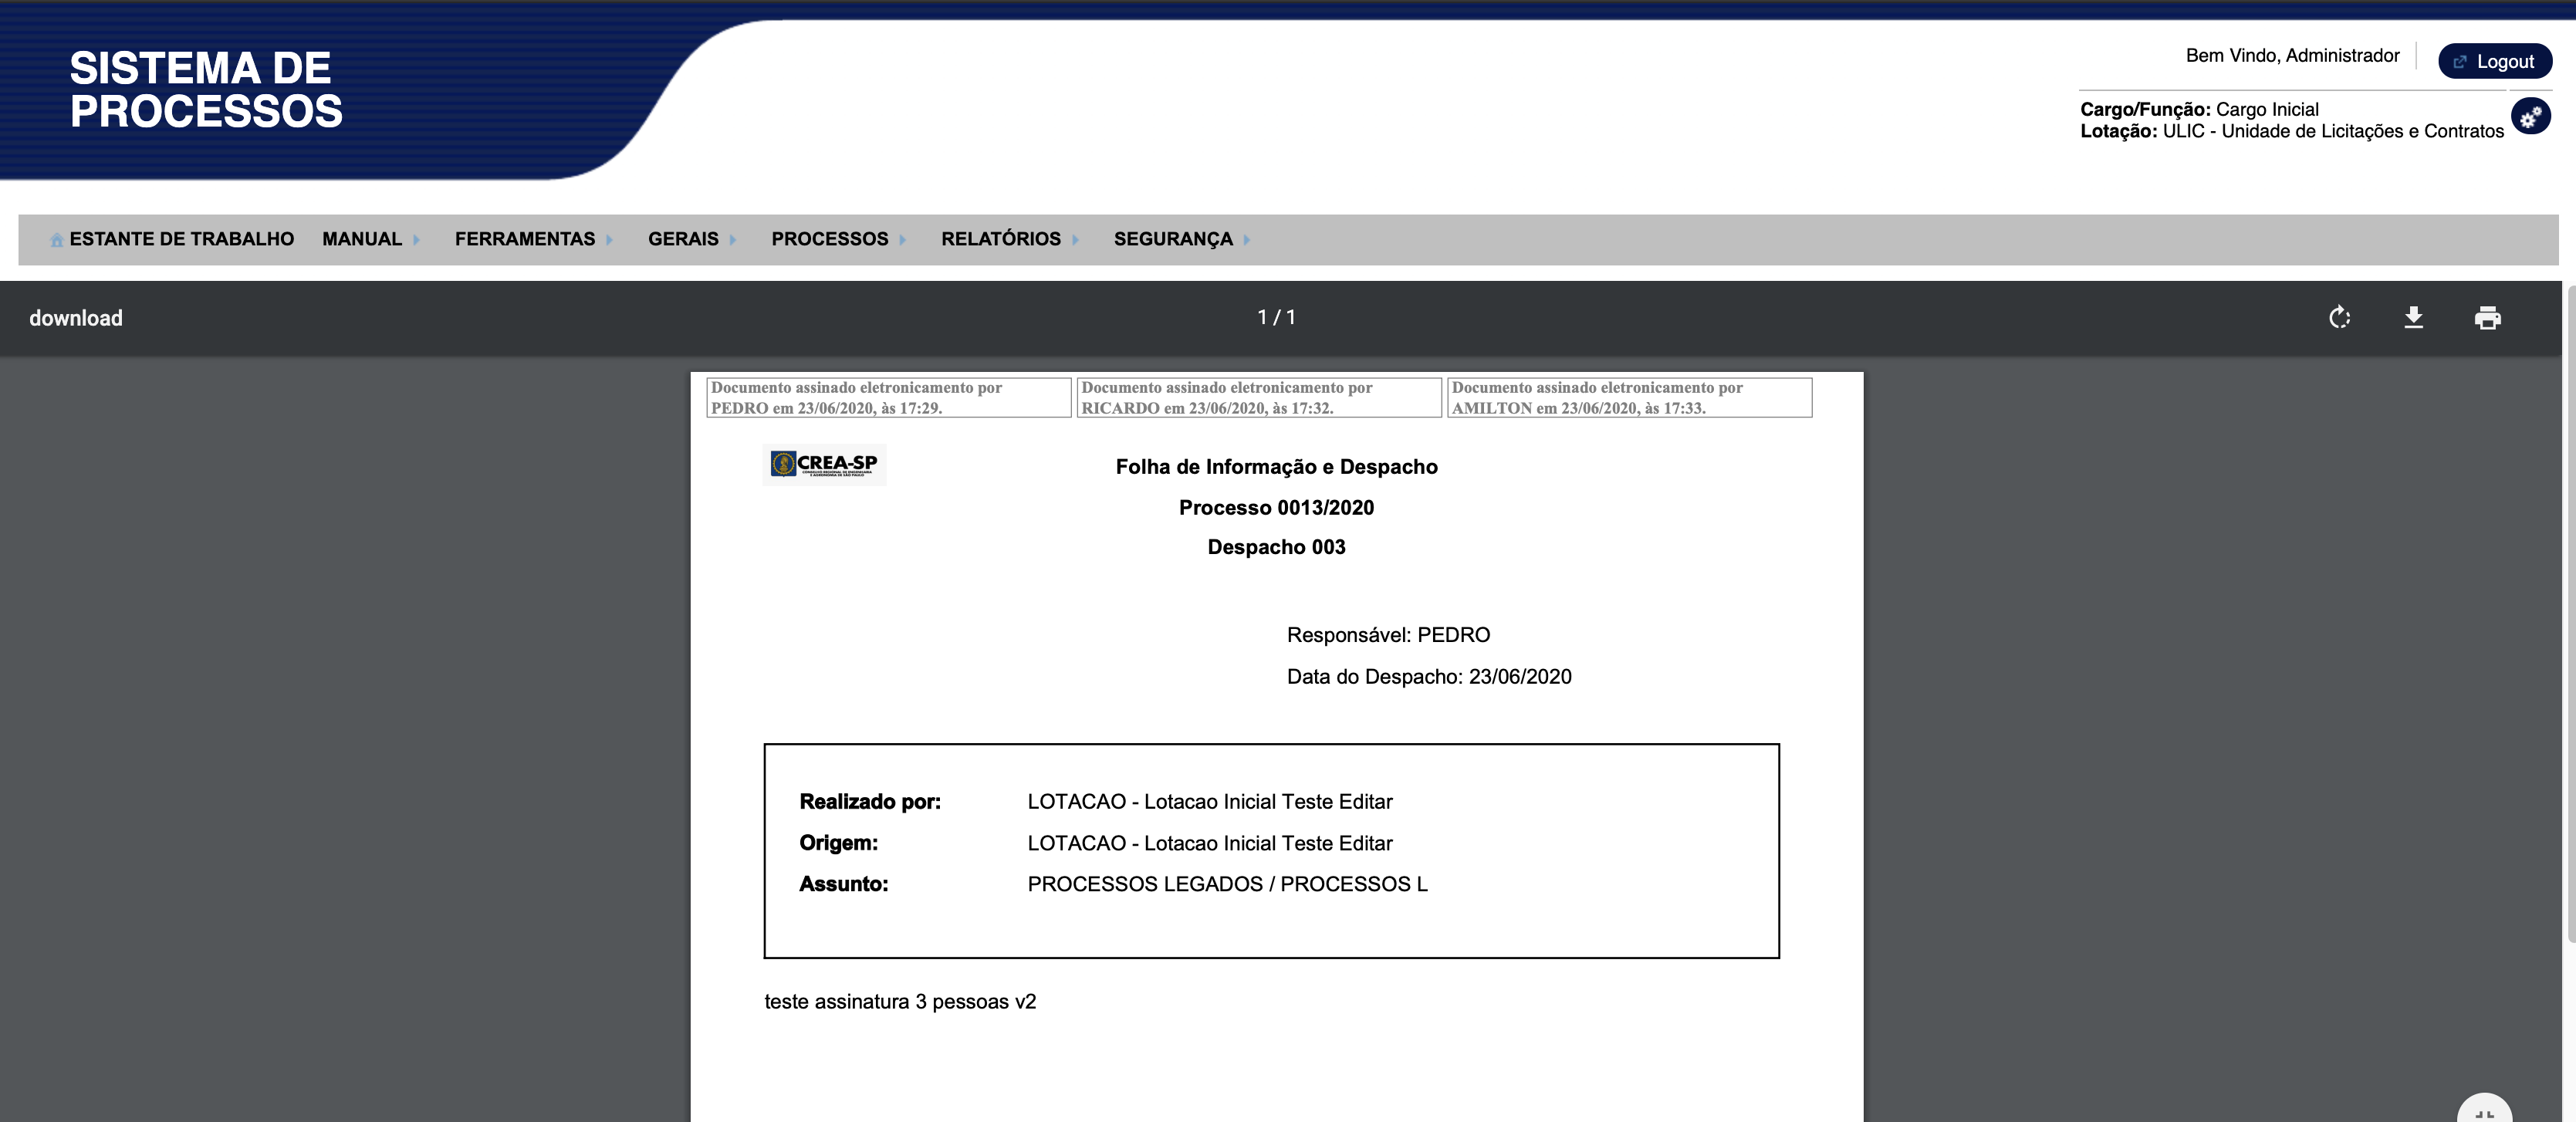 SISTEMA DE
PROCESSOS
Bem Vindo, Administrador
Logout
Cargo/Função: Cargo Inicial
Lotação: ULIC - Unidade de Licitações e Contratos
ESTANTE DE TRABALHO MANUAL FERRAMENTAS GERAIS PROCESSOS RELATÓRIOS SEGURANÇA
download
1 / 1
Documento assinado eletronicamento por
PEDRO em 23/06/2020, às 17:29.
Documento assinado eletronicamento por
RICARDO em 23/06/2020, às 17:32.
Documento assinado eletronicamento por
AMILTON em 23/06/2020, às 17:33.
CREA-SP
Folha de Informação e Despacho
Processo 0013/2020
Despacho 003
Responsável: PEDRO
Data do Despacho: 23/06/2020
Realizado por: LOTACAO - Lotacao Inicial Teste Editar
Origem: LOTACAO - Lotacao Inicial Teste Editar
Assunto: PROCESSOS LEGADOS / PROCESSOS L
teste assinatura 3 pessoas v2